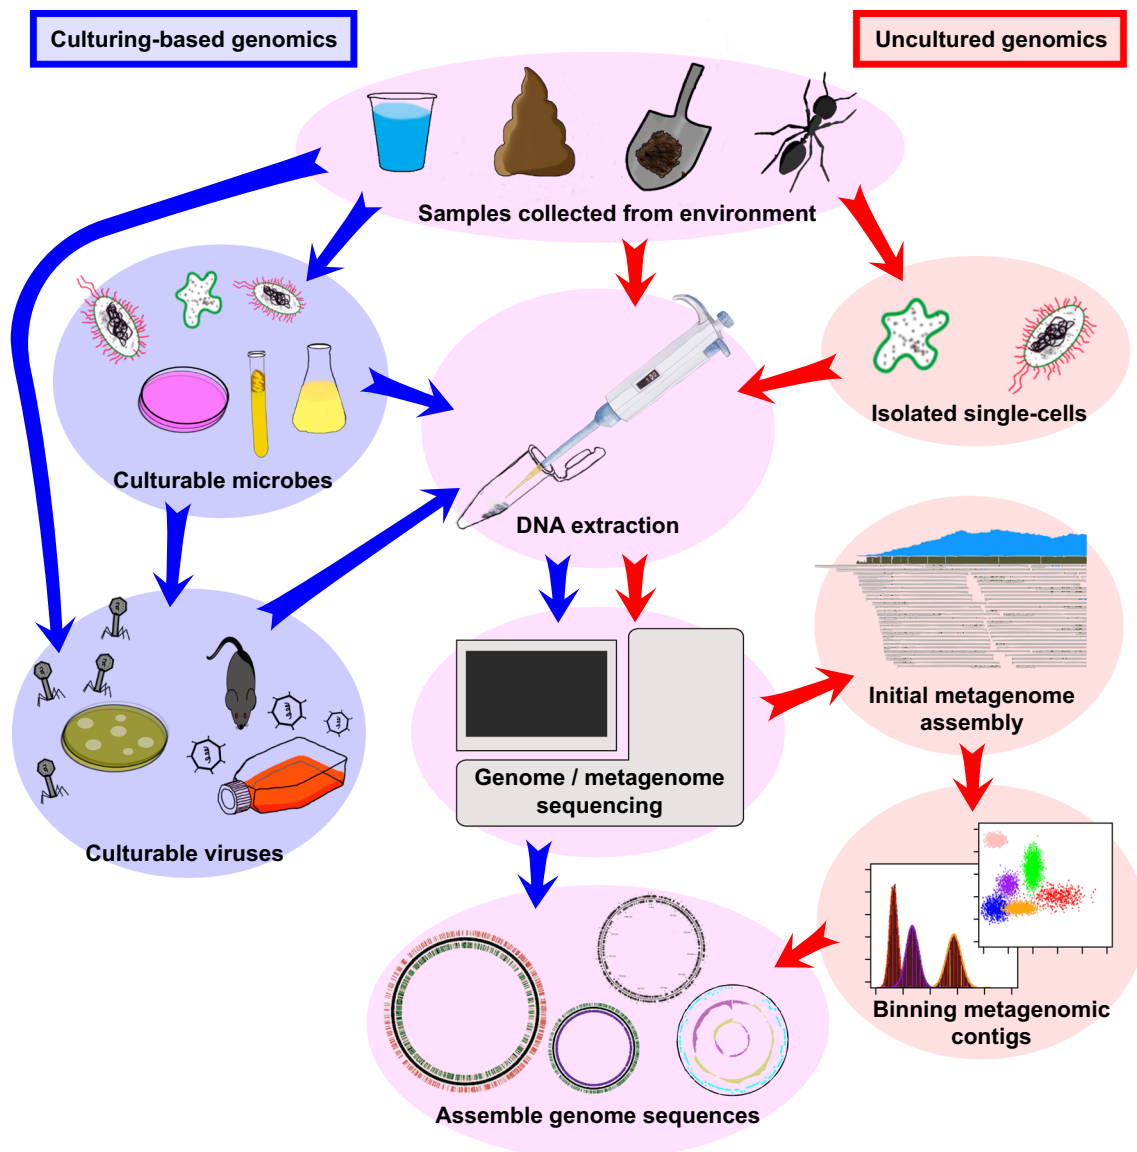 Culturing-based genomics
Uncultured genomics
Samples collected from environment
Culturable microbes
Isolated single-cells
DNA extraction
Initial metagenome
assembly
Genome / metagenome
sequencing
Culturable viruses
Binning metagenomic
contigs
Assemble genome sequences